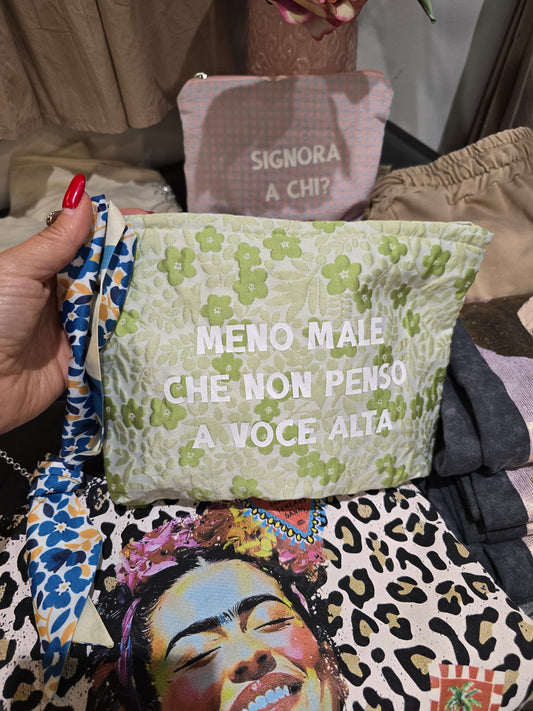 SIGNORA
A CHI?
MENO MALE
CHE NON PENSO
A VOCE ALTA